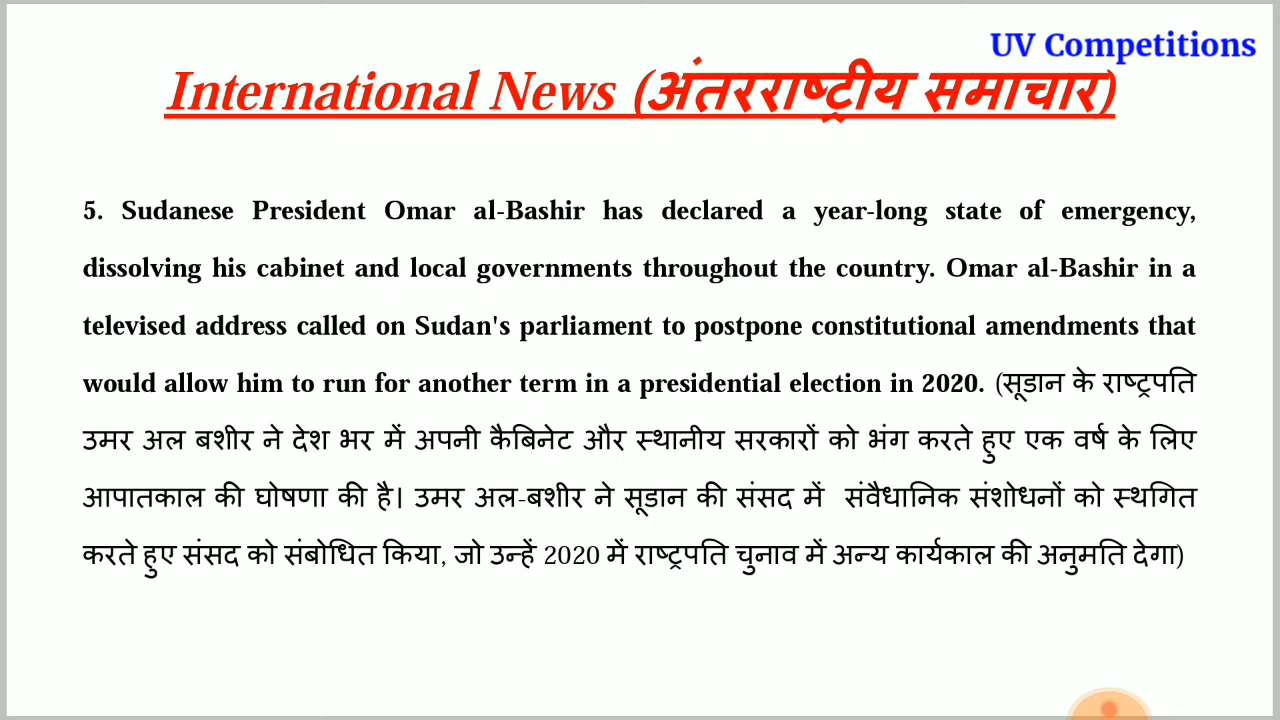 UV Competitions
International News (अंतरराष्ट्रीय समाचार)
5. Sudanese President Omar al-Bashir has declared a year-long state of emergency,
dissolving his cabinet and local governments throughout the country. Omar al-Bashir in a
televised address called on Sudan's parliament to postpone constitutional amendments that
would allow him to run for another term in a presidential election in 2020. (सूडान के राष्ट्रपति
उमर अल बशीर ने देश भर में अपनी कैबिनेट और स्थानीय सरकारों को भंग करते हुए एक वर्ष के लिए
आपातकाल की घोषणा की है। उमर अल-बशीर ने सूडान की संसद में संवैधानिक संशोधनों को स्थगित
करते हुए संसद को संबोधित किया, जो उन्हें 2020 में राष्ट्रपति चुनाव में अन्य कार्यकाल की अनुमति देगा)